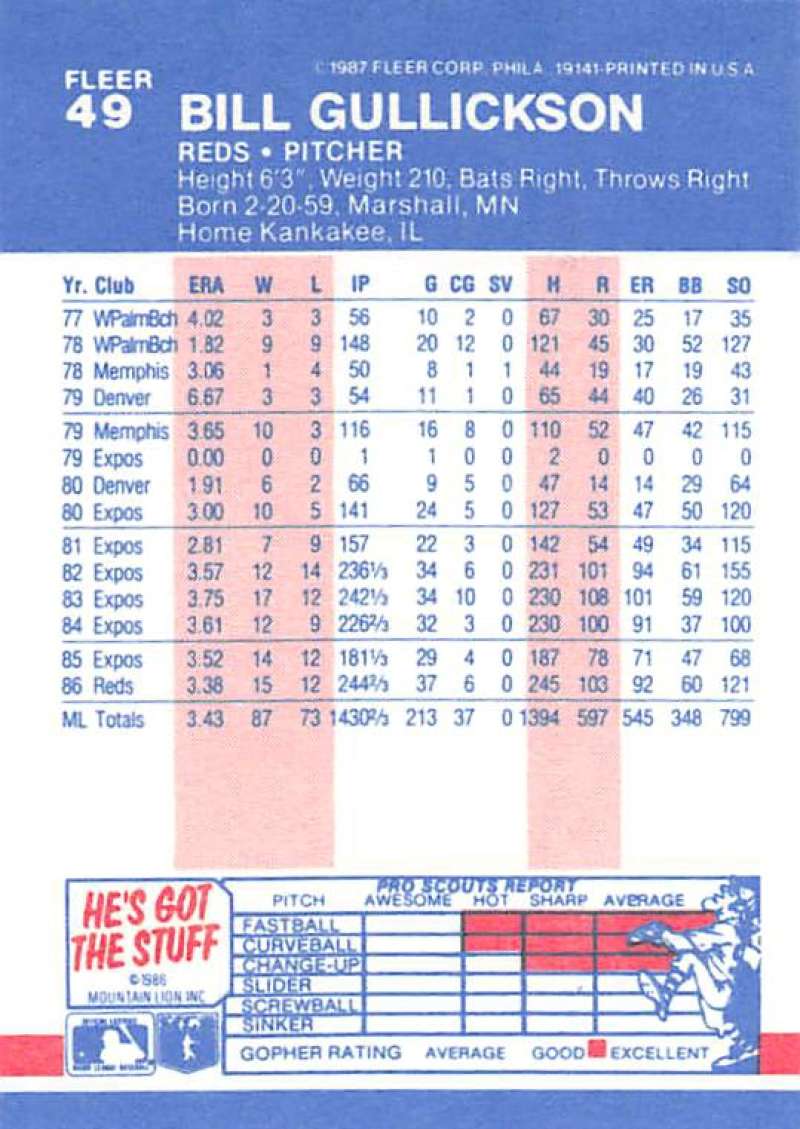 ©1987 FLEER CORP. PHILA. 19141-PRINTED IN U.S.A.
FLEER
49 BILL GULLICKSON
REDS • PITCHER
Height 6'3", Weight 210, Bats Right, Throws Right
Born 2-20-59, Marshall, MN
Home Kankakee, IL
Yr. Club ERA W L IP G CG SV H R ER BB SO
77 WPalmBch 4.02 3 3 56 10 2 0 67 30 25 17 35
78 WPalmBch 1.82 9 9 148 20 12 0 121 45 30 52 127
78 Memphis 3.06 1 4 50 8 1 1 44 19 17 19 43
79 Denver 6.67 3 3 54 11 1 0 65 44 40 26 31
79 Memphis 3.65 10 3 116 16 8 0 110 52 47 42 115
79 Expos 0.00 0 0 1 1 0 0 2 0 0 0 0
80 Denver 1.91 6 2 66 9 5 0 47 14 14 29 64
80 Expos 3.00 10 5 141 24 5 0 127 53 47 50 120
81 Expos 2.81 7 9 157 22 3 0 142 54 49 34 115
82 Expos 3.57 12 14 236⅓ 34 6 0 231 101 94 61 155
83 Expos 3.75 17 12 242⅓ 34 10 0 230 108 101 59 120
84 Expos 3.61 12 9 226⅔ 32 3 0 230 100 91 37 100
85 Expos 3.52 14 12 181⅓ 29 4 0 187 78 71 47 68
86 Reds 3.38 15 12 244⅔ 37 6 0 245 103 92 60 121
ML Totals 3.43 87 73 1430⅔ 213 37 0 1394 597 545 348 799
HE'S GOT
THE STUFF
©1986
MOUNTAIN LION INC
PRO SCOUTS REPORT
PITCH AWESOME HOT SHARP AVERAGE
FASTBALL
CURVEBALL
CHANGE-UP
SLIDER
SCREWBALL
SINKER
GOPHER RATING AVERAGE GOOD EXCELLENT